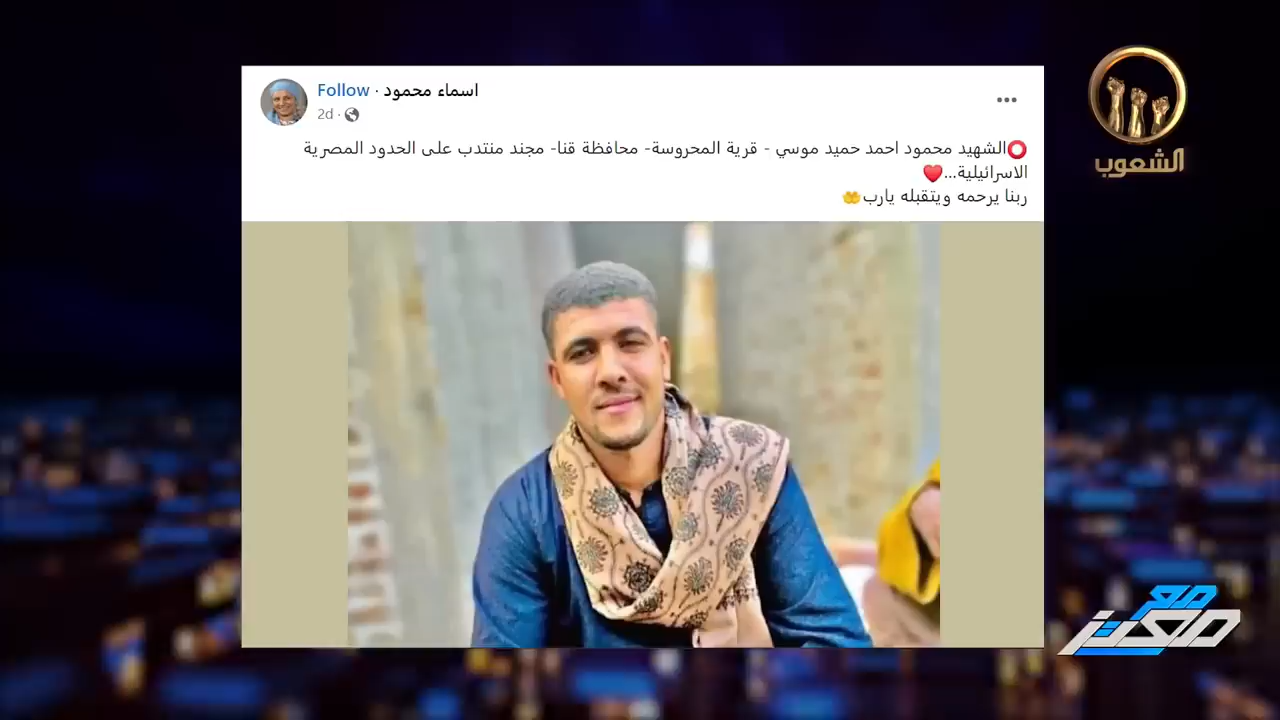 اسماء محمود · Follow
2d ·
⭕الشهيد محمود احمد حميد موسي - قرية المحروسة- محافظة قنا- مجند منتدب على الحدود المصرية
الاسرائيلية...❤️
ربنا يرحمه ويتقبله يارب🤲
الشعوب
مع
معتز